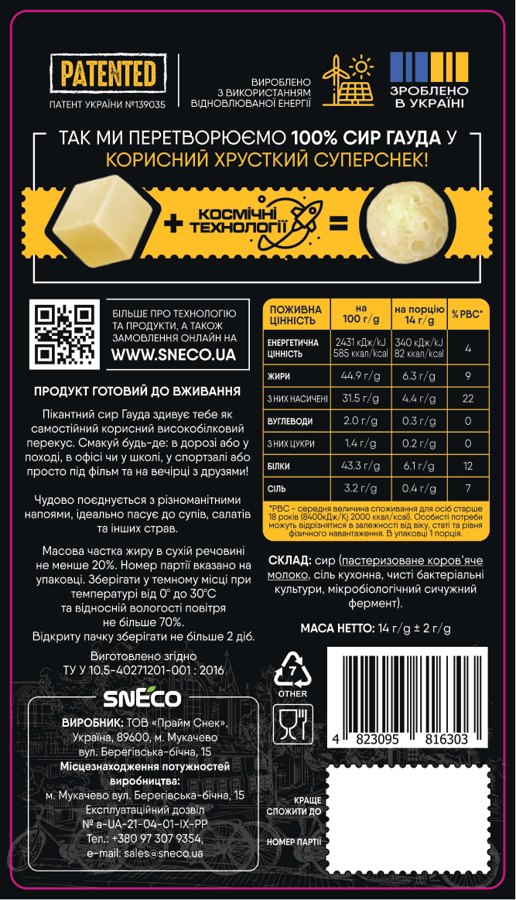 PATENTED
ПАТЕНТ УКРАЇНИ №139035
ВИРОБЛЕНО
З ВИКОРИСТАННЯМ
ВІДНОВЛЮВАНОЇ ЕНЕРГІЇ
ЗРОБЛЕНО
В УКРАЇНІ
ТАК МИ ПЕРЕТВОРЮЄМО 100% СИР ГАУДА У
КОРИСНИЙ ХРУСТКИЙ СУПЕРСНЕК!
+ КОСМІЧНІ
ТЕХНОЛОГІЇ =
БІЛЬШЕ ПРО ТЕХНОЛОГІЮ
ТА ПРОДУКТИ, А ТАКОЖ
ЗАМОВЛЕННЯ ОНЛАЙН НА
WWW.SNECO.UA
ПРОДУКТ ГОТОВИЙ ДО ВЖИВАННЯ
Пікантний сир Гауда здивує тебе як
самостійний корисний високобілковий
перекус. Смакуй будь-де: в дорозі або у
поході, в офісі чи у школі, у спортзалі або
просто під фільм та на вечірці з друзями!
Чудово поєднується з різноманітними
напоями, ідеально пасує до супів, салатів
та інших страв.
Масова частка жиру в сухій речовині
не менше 20%. Номер партії вказано на
упаковці. Зберігати у темному місці при
температурі від 0° до 30°С
та відносній вологості повітря
не більше 70%.
Відкриту пачку зберігати не більше 2 діб.
Виготовлено згідно
ТУ У 10.5-40271201-001 : 2016
SNECO
ВИРОБНИК: ТОВ «Прайм Снек»,
Україна, 89600, м. Мукачево
вул. Берегівська-бічна, 15
Місцезнаходження потужностей
виробництва:
м. Мукачево вул. Берегівська-бічна, 15
Експлуатаційний дозвіл
№ a-UA-21-04-01-IX-PP
Тел.: +380 97 307 9354,
e-mail: sales@sneco.ua
ПОЖИВНА ЦІННІСТЬ на 100 г/g на порцію 14 г/g % РВС*
ЕНЕРГЕТИЧНА ЦІННІСТЬ 2431 кДж/kJ 585 ккал/kcal 340 кДж/kJ 82 ккал/kcal 4
ЖИРИ 44.9 г/g 6.3 г/g 9
З НИХ НАСИЧЕНІ 31.5 г/g 4.4 г/g 22
ВУГЛЕВОДИ 2.0 г/g 0.3 г/g 0
З НИХ ЦУКРИ 1.4 г/g 0.2 г/g 0
БІЛКИ 43.3 г/g 6.1 г/g 12
СІЛЬ 3.2 г/g 0.4 г/g 7
*РВС - середня величина споживання для осіб старше
18 років (8400кДж/Kj 2000 ккал/kcal). Особисті потреби
можуть відрізнятися в залежності від віку, статі та рівня
фізичного навантаження. В упаковці 1 порція.
СКЛАД: сир (пастеризоване коров'яче
молоко, сіль кухонна, чисті бактеріальні
культури, мікробіологічний сичужний
фермент).
МАСА НЕТТО: 14 г/g ± 2 г/g
7
OTHER
4 823095 816303
КРАЩЕ
СПОЖИТИ ДО
НОМЕР ПАРТІЇ